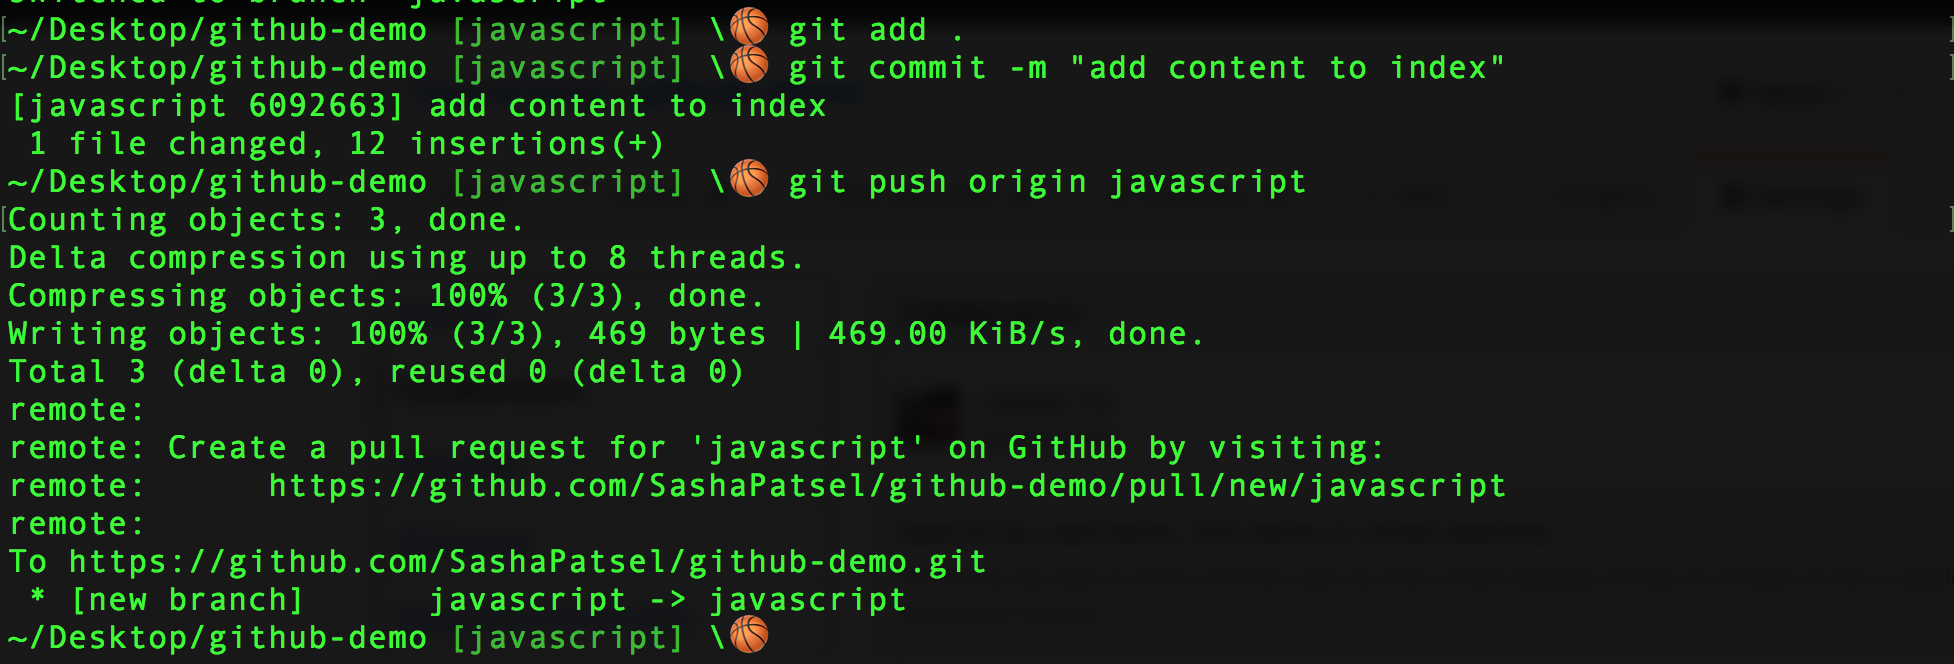 Switched to branch 'javascript'
~/Desktop/github-demo [javascript] \🏀 git add .
~/Desktop/github-demo [javascript] \🏀 git commit -m "add content to index"
[javascript 6092663] add content to index
 1 file changed, 12 insertions(+)
~/Desktop/github-demo [javascript] \🏀 git push origin javascript
Counting objects: 3, done.
Delta compression using up to 8 threads.
Compressing objects: 100% (3/3), done.
Writing objects: 100% (3/3), 469 bytes | 469.00 KiB/s, done.
Total 3 (delta 0), reused 0 (delta 0)
remote:
remote: Create a pull request for 'javascript' on GitHub by visiting:
remote:      https://github.com/SashaPatsel/github-demo/pull/new/javascript
remote:
To https://github.com/SashaPatsel/github-demo.git
 * [new branch]      javascript -> javascript
~/Desktop/github-demo [javascript] \🏀